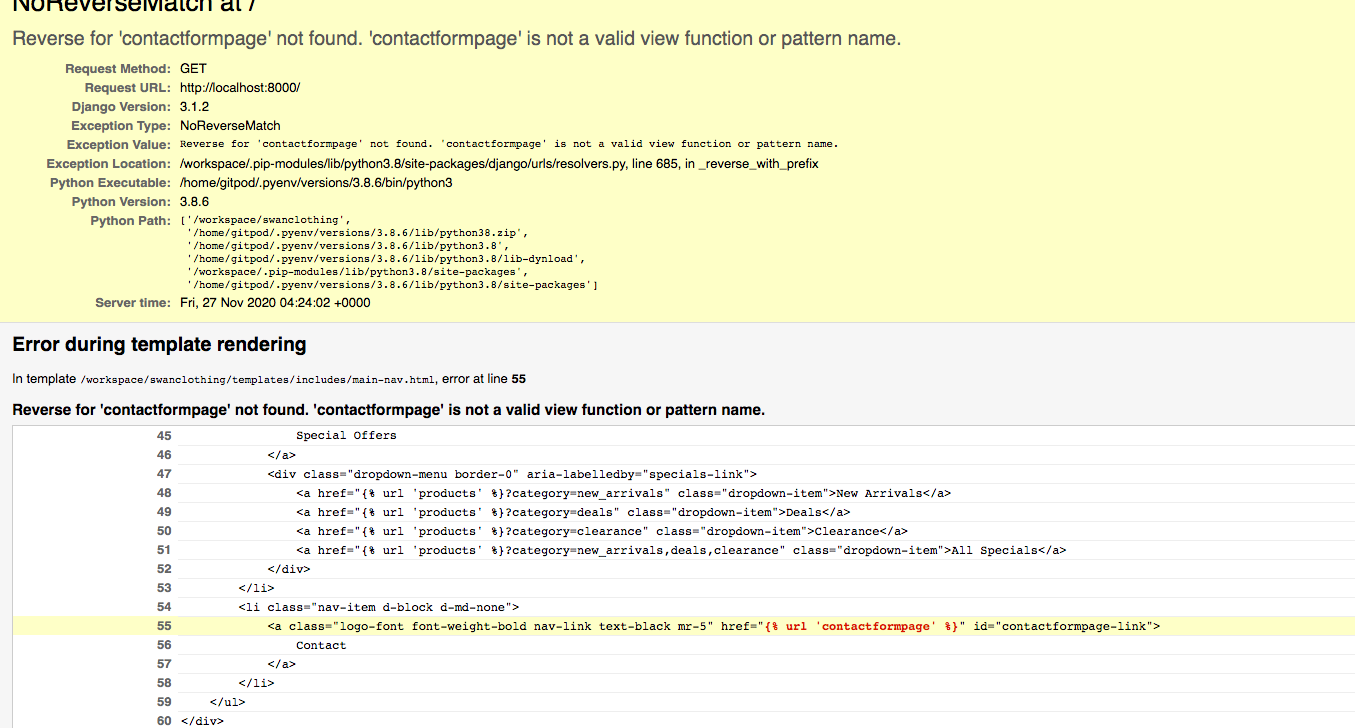 NoReverseMatch at /
Reverse for 'contactformpage' not found. 'contactformpage' is not a valid view function or pattern name.
Request Method: GET
Request URL: http://localhost:8000/
Django Version: 3.1.2
Exception Type: NoReverseMatch
Exception Value: Reverse for 'contactformpage' not found. 'contactformpage' is not a valid view function or pattern name.
Exception Location: /workspace/.pip-modules/lib/python3.8/site-packages/django/urls/resolvers.py, line 685, in _reverse_with_prefix
Python Executable: /home/gitpod/.pyenv/versions/3.8.6/bin/python3
Python Version: 3.8.6
Python Path: ['/workspace/swanclothing',
'/home/gitpod/.pyenv/versions/3.8.6/lib/python38.zip',
'/home/gitpod/.pyenv/versions/3.8.6/lib/python3.8',
'/home/gitpod/.pyenv/versions/3.8.6/lib/python3.8/lib-dynload',
'/workspace/.pip-modules/lib/python3.8/site-packages',
'/home/gitpod/.pyenv/versions/3.8.6/lib/python3.8/site-packages']
Server time: Fri, 27 Nov 2020 04:24:02 +0000
Error during template rendering
In template /workspace/swanclothing/templates/includes/main-nav.html, error at line 55
Reverse for 'contactformpage' not found. 'contactformpage' is not a valid view function or pattern name.
45 Special Offers
46 </a>
47 <div class="dropdown-menu border-0" aria-labelledby="specials-link">
48 <a href="{% url 'products' %}?category=new_arrivals" class="dropdown-item">New Arrivals</a>
49 <a href="{% url 'products' %}?category=deals" class="dropdown-item">Deals</a>
50 <a href="{% url 'products' %}?category=clearance" class="dropdown-item">Clearance</a>
51 <a href="{% url 'products' %}?category=new_arrivals,deals,clearance" class="dropdown-item">All Specials</a>
52 </div>
53 </li>
54 <li class="nav-item d-block d-md-none">
55 <a class="logo-font font-weight-bold nav-link text-black mr-5" href="{% url 'contactformpage' %}" id="contactformpage-link">
56 Contact
57 </a>
58 </li>
59 </ul>
60 </div>